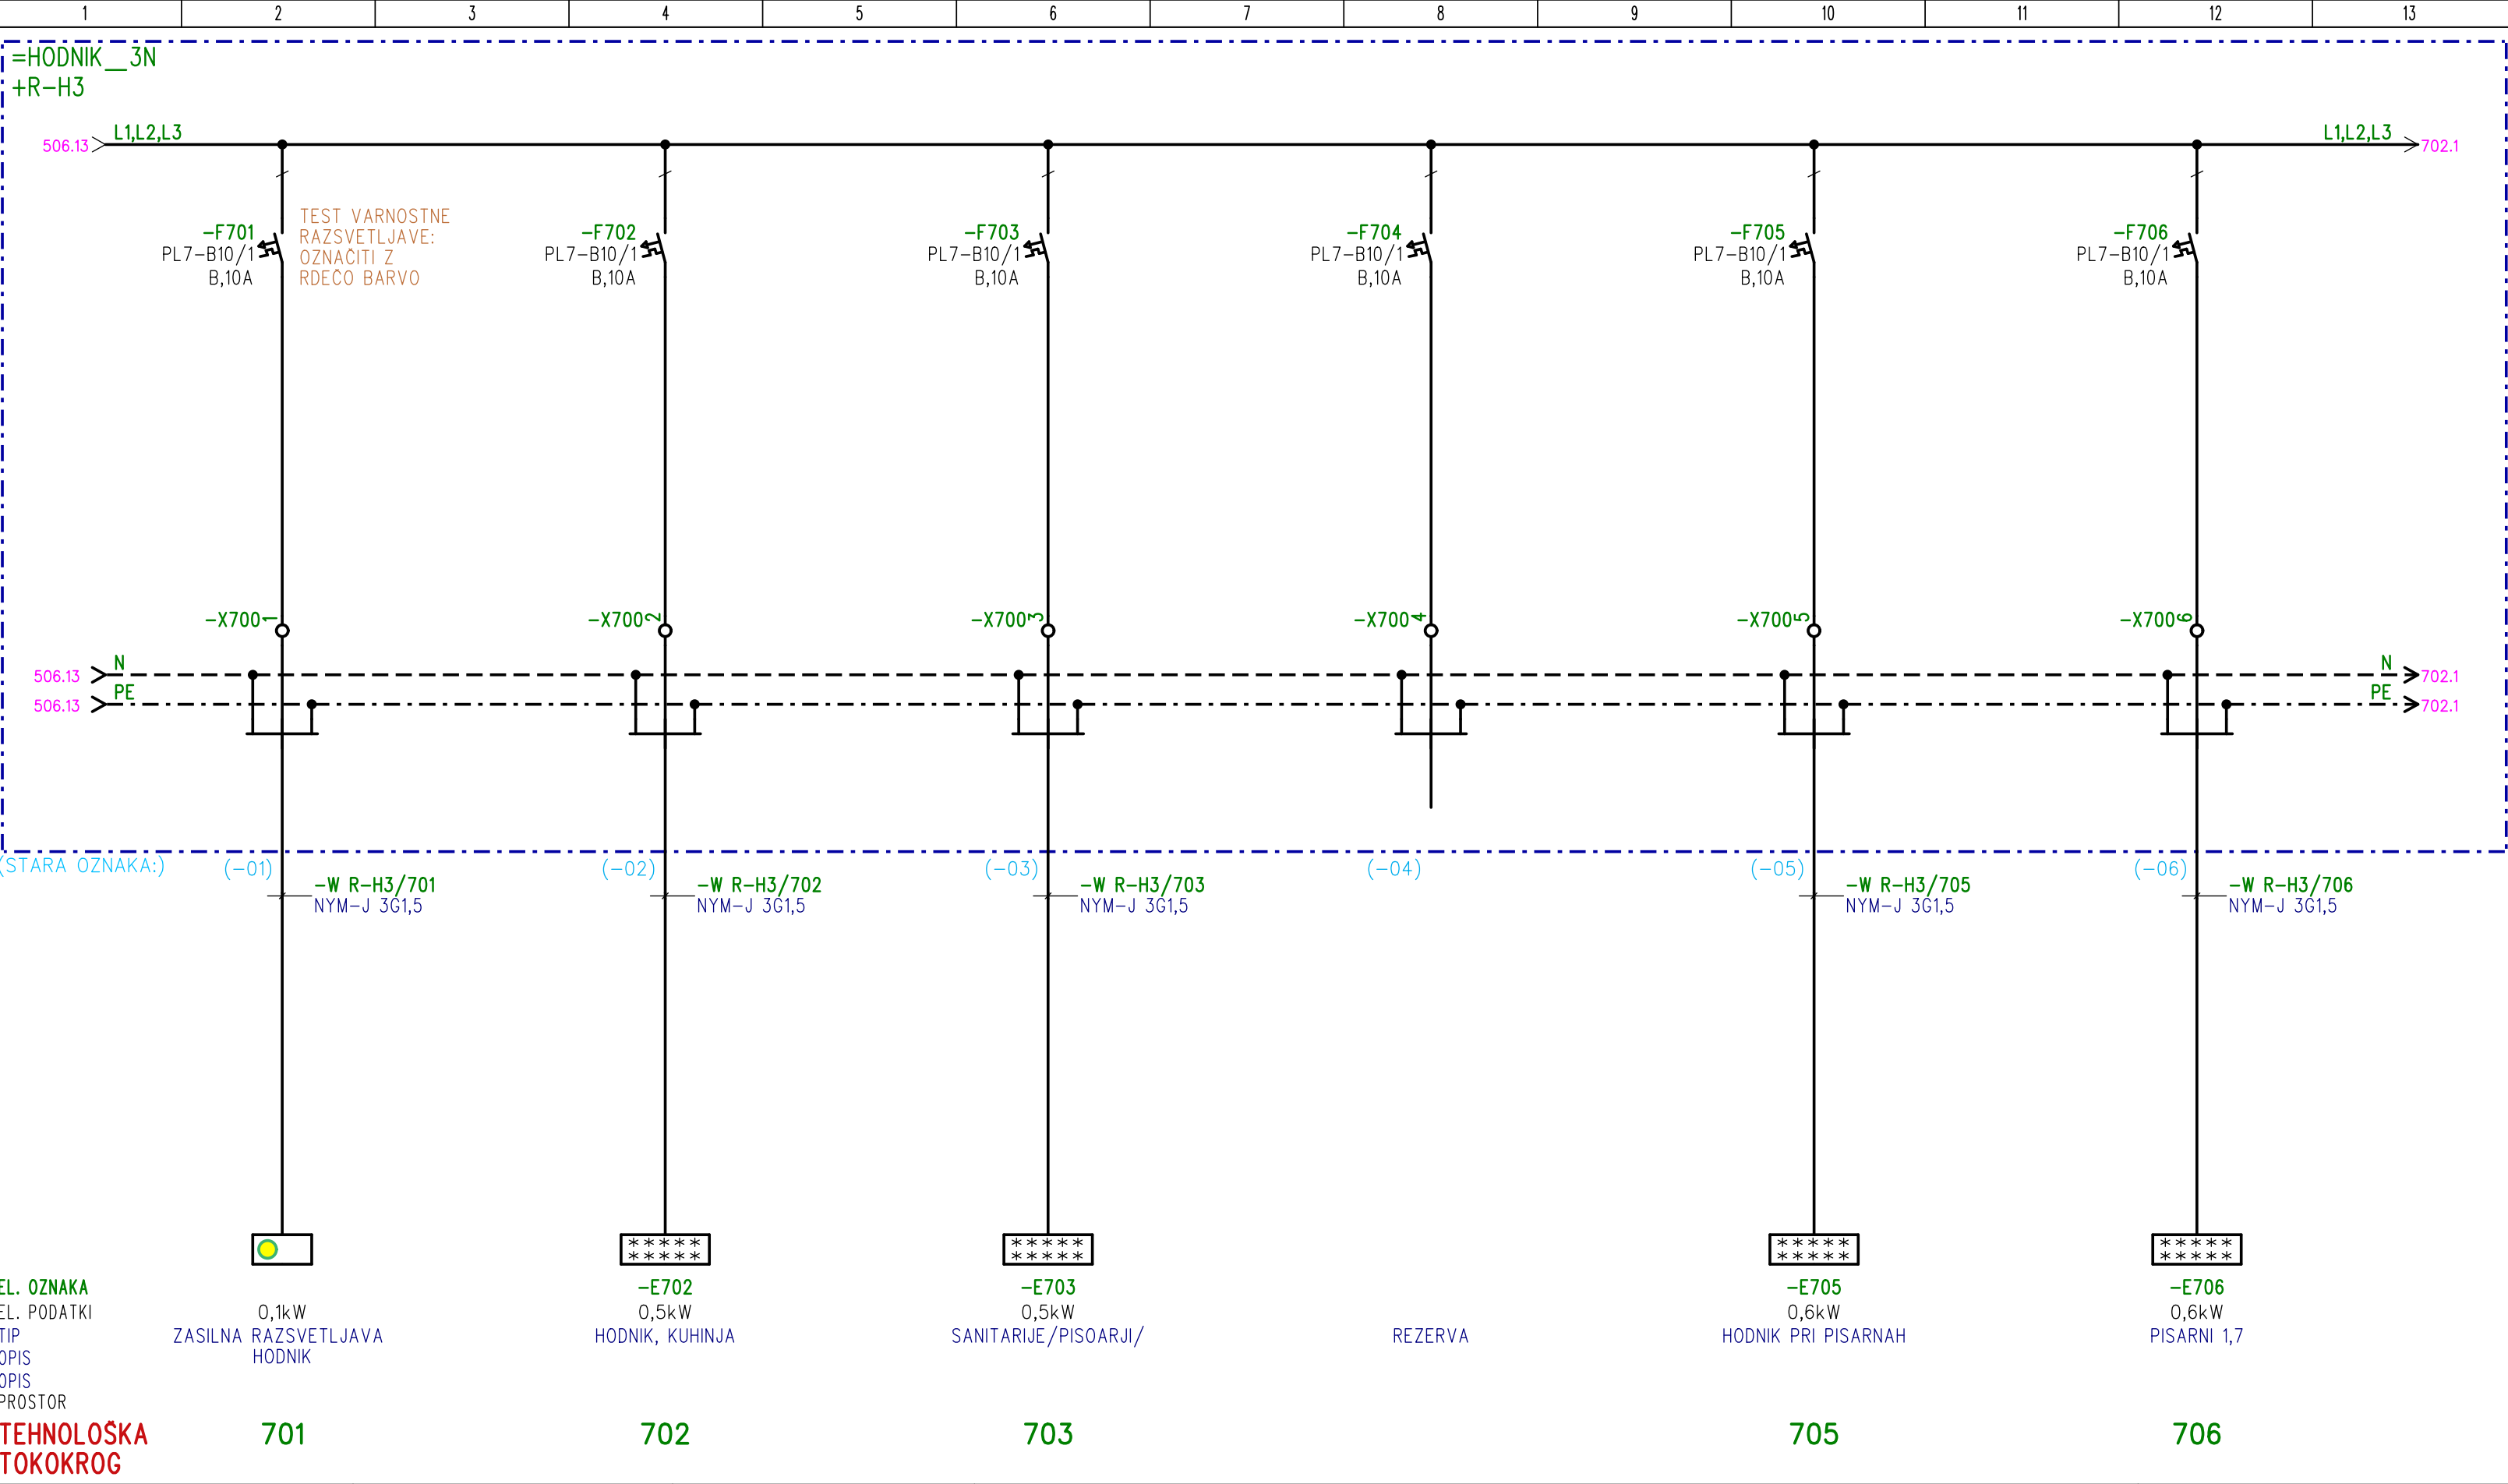 1 2 3 4 5 6 7 8 9 10 11 12 13
=HODNIK__3N
+R-H3
506.13 L1,L2,L3 L1,L2,L3 702.1
-F701
PL7-B10/1
B,10A
TEST VARNOSTNE
RAZSVETLJAVE:
OZNAČITI Z
RDEČO BARVO
-F702
PL7-B10/1
B,10A
-F703
PL7-B10/1
B,10A
-F704
PL7-B10/1
B,10A
-F705
PL7-B10/1
B,10A
-F706
PL7-B10/1
B,10A
-X700 1 -X700 2 -X700 3 -X700 4 -X700 5 -X700 6
506.13 N N 702.1
506.13 PE PE 702.1
(STARA OZNAKA:) (-01) (-02) (-03) (-04) (-05) (-06)
-W R-H3/701
NYM-J 3G1,5
-W R-H3/702
NYM-J 3G1,5
-W R-H3/703
NYM-J 3G1,5
-W R-H3/705
NYM-J 3G1,5
-W R-H3/706
NYM-J 3G1,5
*****
*****
*****
*****
*****
*****
*****
*****
EL. OZNAKA -E702 -E703 -E705 -E706
EL. PODATKI 0,1kW 0,5kW 0,5kW 0,6kW 0,6kW
TIP ZASILNA RAZSVETLJAVA HODNIK, KUHINJA SANITARIJE/PISOARJI/ REZERVA HODNIK PRI PISARNAH PISARNI 1,7
OPIS HODNIK
OPIS
PROSTOR
TEHNOLOŠKA 701 702 703 705 706
TOKOKROG